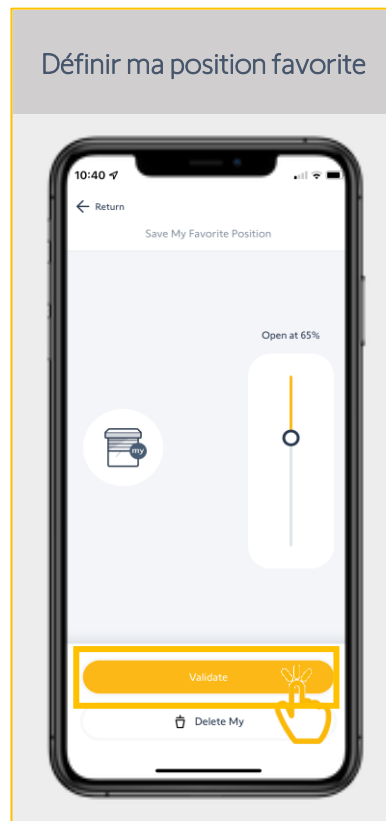 Définir ma position favorite
10:40
Return
Save My Favorite Position
Open at 65%
my
Validate
Delete My